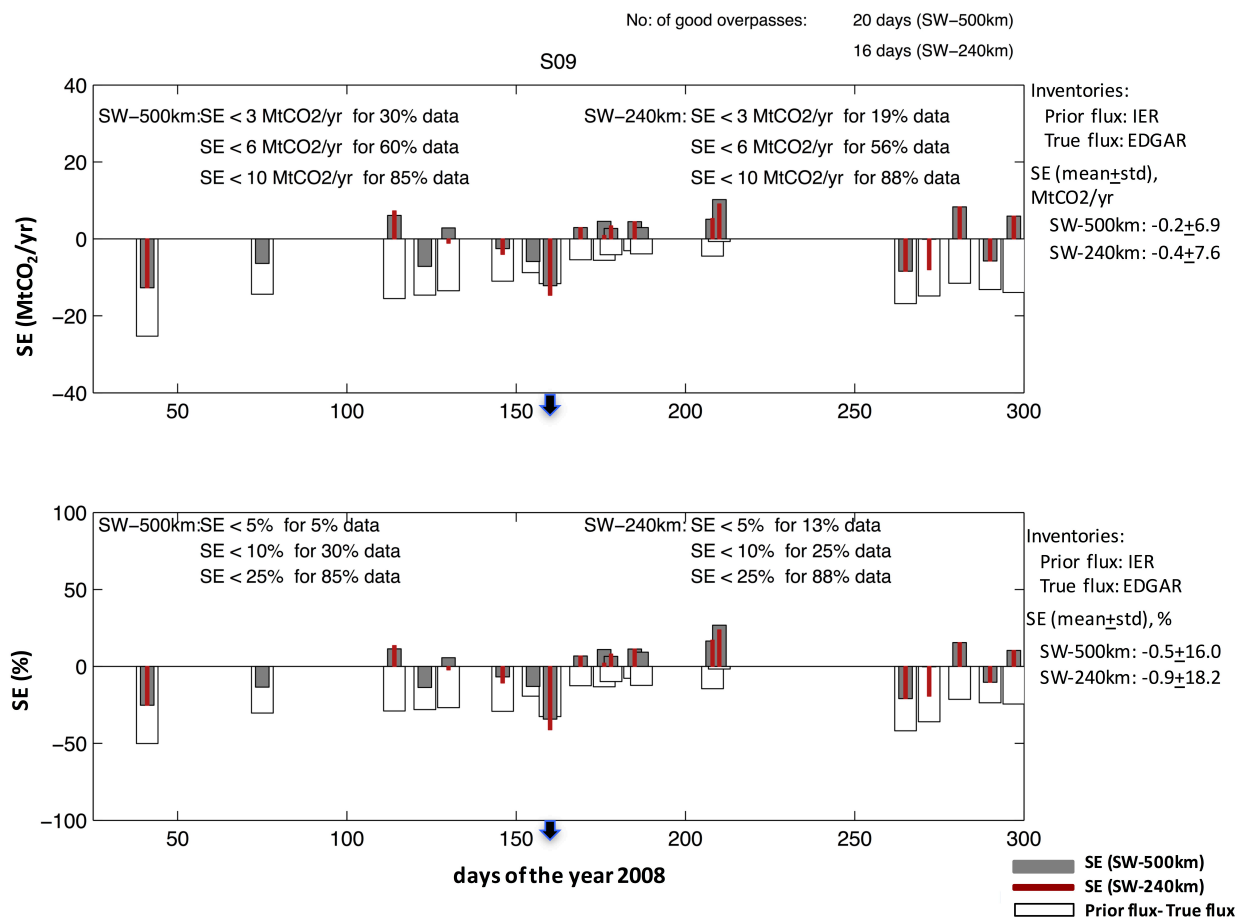 No: of good overpasses: 20 days (SW−500km)
16 days (SW−240km)
S09
SW−500km: SE < 3 MtCO2/yr for 30% data
SE < 6 MtCO2/yr for 60% data
SE < 10 MtCO2/yr for 85% data
SW−240km: SE < 3 MtCO2/yr for 19% data
SE < 6 MtCO2/yr for 56% data
SE < 10 MtCO2/yr for 88% data
Inventories:
Prior flux: IER
True flux: EDGAR
SE (mean±std),
MtCO2/yr
SW-500km: -0.2±6.9
SW-240km: -0.4±7.6
SE (MtCO₂/yr)
40
20
0
−20
−40
50 100 150 200 250 300
SW−500km: SE < 5% for 5% data
SE < 10% for 30% data
SE < 25% for 85% data
SW−240km: SE < 5% for 13% data
SE < 10% for 25% data
SE < 25% for 88% data
Inventories:
Prior flux: IER
True flux: EDGAR
SE (mean±std), %
SW-500km: -0.5±16.0
SW-240km: -0.9±18.2
SE (%)
100
50
0
−50
−100
50 100 150 200 250 300
days of the year 2008
SE (SW-500km)
SE (SW-240km)
Prior flux- True flux